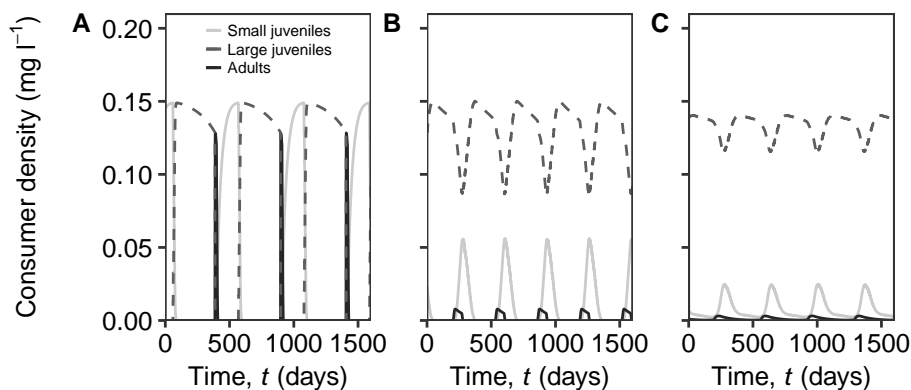 A B C
Small juveniles
Large juveniles
Adults
Consumer density (mg l⁻¹)
0.20
0.15
0.10
0.05
0.00
0 500 1000 1500 0 500 1000 1500 0 500 1000 1500
Time, t (days) Time, t (days) Time, t (days)